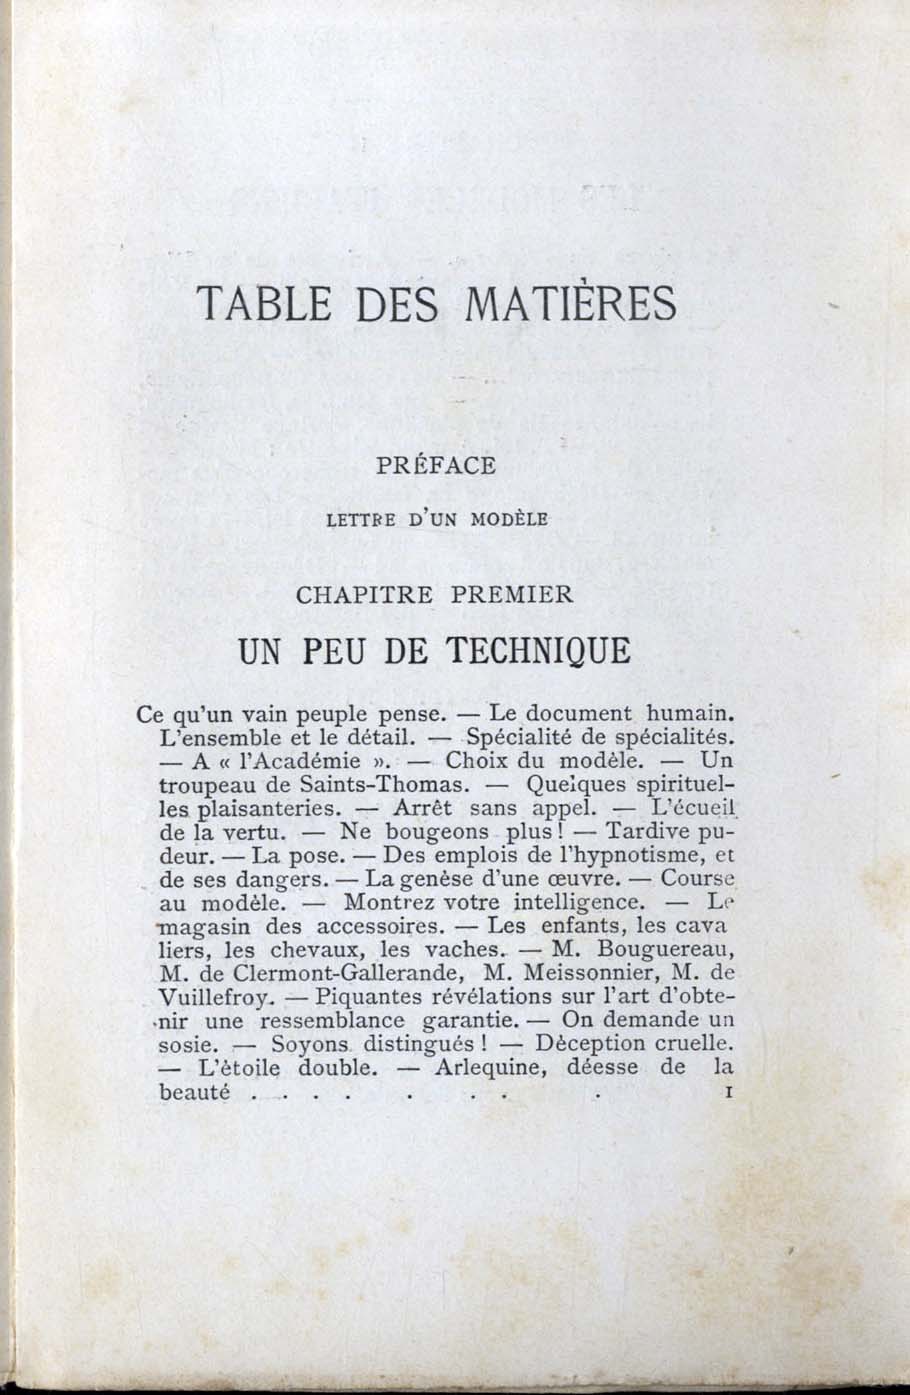 TABLE DES MATIÈRES
PRÉFACE
LETTRE D'UN MODÈLE
CHAPITRE PREMIER
UN PEU DE TECHNIQUE
Ce qu'un vain peuple pense. — Le document humain.
L'ensemble et le détail. — Spécialité de spécialités.
— A « l'Académie ». — Choix du modèle. — Un
troupeau de Saints-Thomas. — Quelques spirituel-
les plaisanteries. — Arrêt sans appel. — L'écueil
de la vertu. — Ne bougeons plus ! — Tardive pu-
deur. — La pose. — Des emplois de l'hypnotisme, et
de ses dangers. — La genèse d'une œuvre. — Course
au modèle. — Montrez votre intelligence. — Le
magasin des accessoires. — Les enfants, les cava
liers, les chevaux, les vaches. — M. Bouguereau,
M. de Clermont-Gallerande, M. Meissonnier, M. de
Vuillefroy. — Piquantes révélations sur l'art d'obte-
nir une ressemblance garantie. — On demande un
sosie. — Soyons distingués ! — Dèception cruelle.
— L'ètoile double. — Arlequine, déesse de la
beauté . . . . . . . . 1